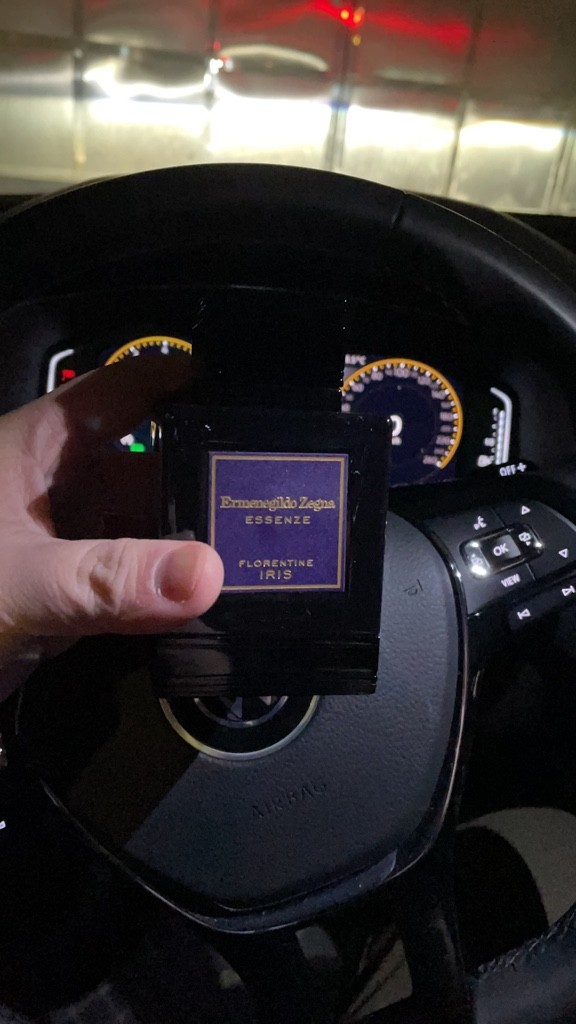 Ermenegildo Zegna
ESSENZE
FLORENTINE
IRIS
OFF+
OK
VIEW
AIRBAG